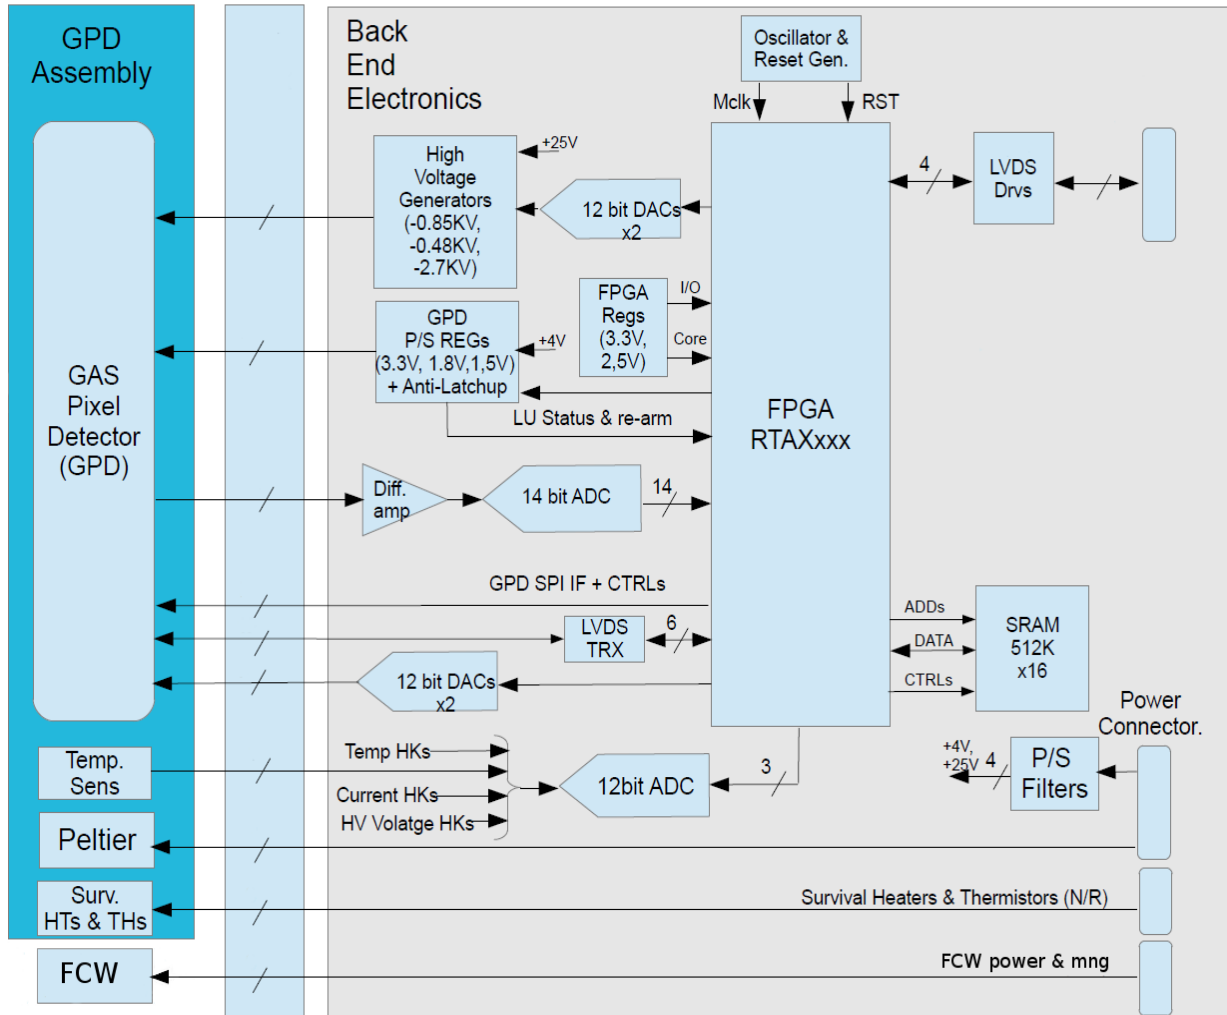 GPD
Assembly
Back
End
Electronics
Oscillator &
Reset Gen.
Mclk
RST
+25V
High
Voltage
Generators
(-0.85KV,
-0.48KV,
-2.7KV)
12 bit DACs
x2
4
LVDS
Drvs
FPGA
Regs
(3.3V,
2,5V)
I/O
Core
GPD
P/S REGs
(3.3V, 1.8V,1,5V)
+ Anti-Latchup
+4V
LU Status & re-arm
FPGA
RTAXxxx
GAS
Pixel
Detector
(GPD)
Diff.
amp
14 bit ADC
14
GPD SPI IF + CTRLs
LVDS
TRX
6
12 bit DACs
x2
ADDs
DATA
CTRLs
SRAM
512K
x16
Power
Connector.
Temp.
Sens
Temp HKs
Current HKs
HV Volatge HKs
12bit ADC
3
+4V,
+25V
4
P/S
Filters
Peltier
Surv.
HTs & THs
Survival Heaters & Thermistors (N/R)
FCW
FCW power & mng